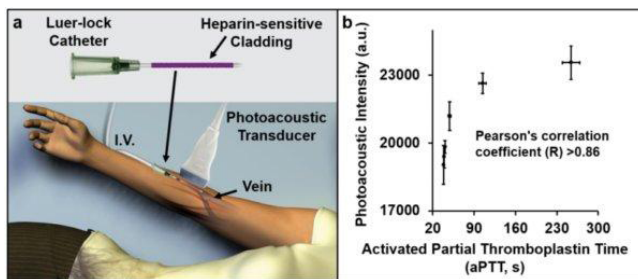 a
Luer-lock
Catheter
Heparin-sensitive
Cladding
I.V.
Photoacoustic
Transducer
Vein
b
Photoacoustic Intensity (a.u.)
23000
20000
17000
Pearson's correlation
coefficient (R) >0.86
20 90 160 230 300
Activated Partial Thromboplastin Time
(aPTT, s)